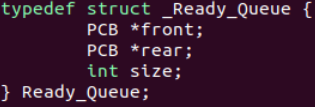 typedef struct _Ready_Queue {
        PCB *front;
        PCB *rear;
        int size;
} Ready_Queue;